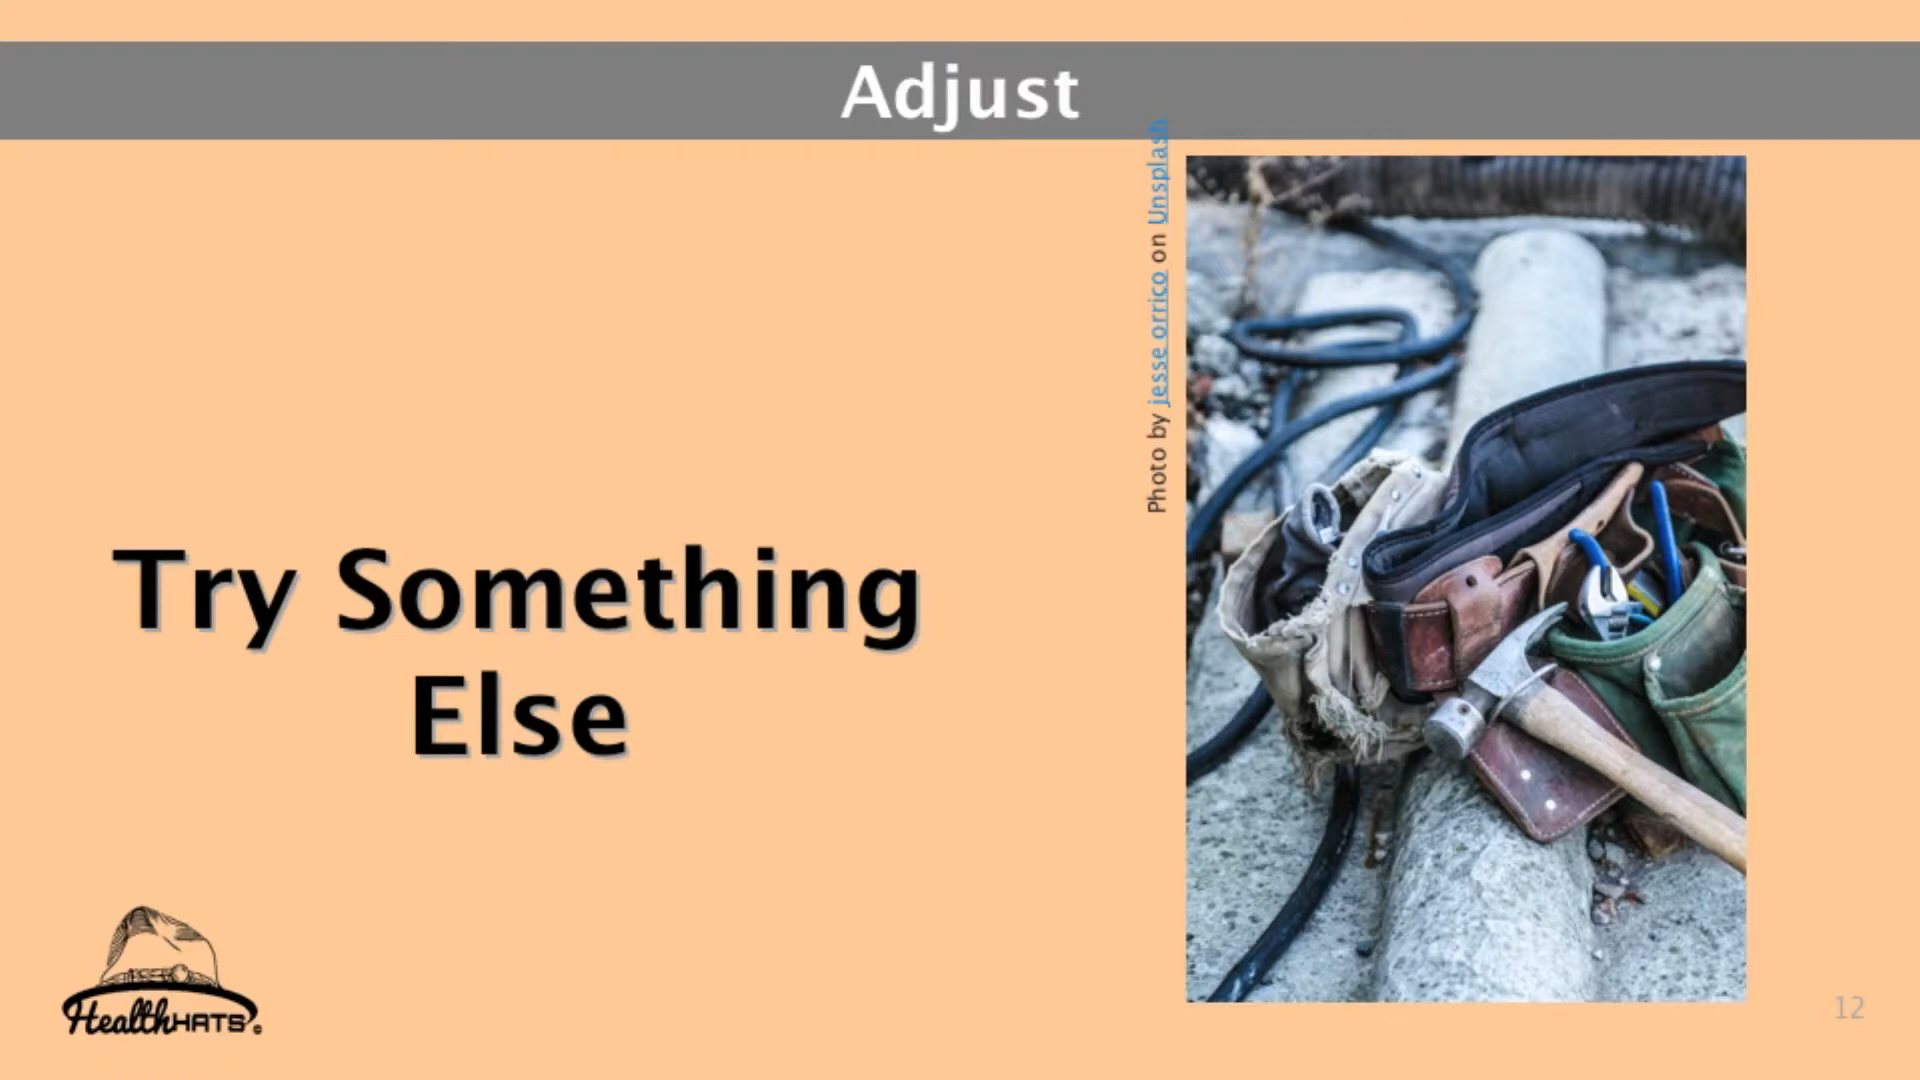 Adjust
Photo by jesse orrico on Unsplash
Try Something
Else
HealthHATS©
12